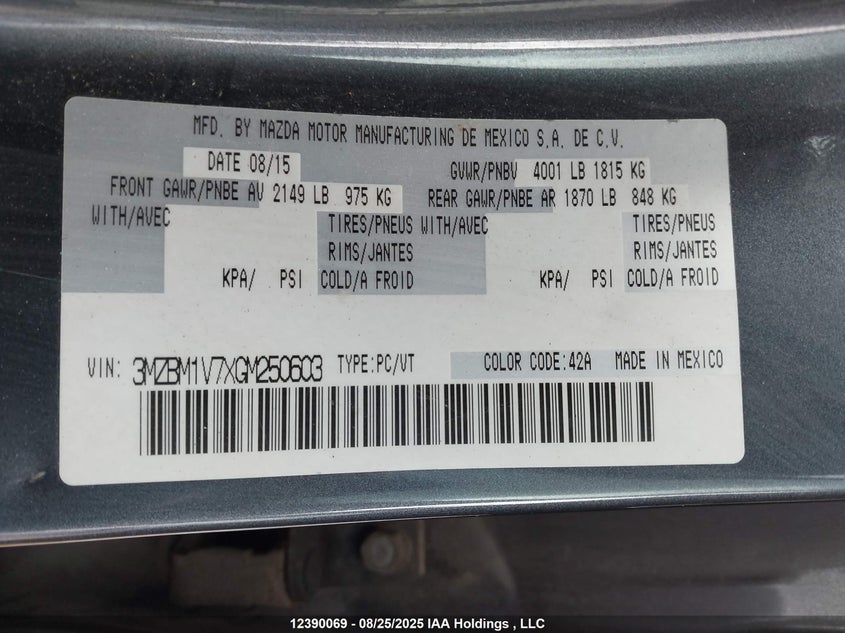 MFD. BY MAZDA MOTOR MANUFACTURING DE MEXICO S.A. DE C.V.
DATE 08/15 GVWR/PNBV 4001 LB 1815 KG
FRONT GAWR/PNBE AV 2149 LB 975 KG REAR GAWR/PNBE AR 1870 LB 848 KG
WITH/AVEC TIRES/PNEUS WITH/AVEC TIRES/PNEUS
RIMS/JANTES RIMS/JANTES
KPA/ PSI COLD/A FROID KPA/ PSI COLD/A FROID
VIN: 3MZBM1V7XGM250603 TYPE:PC/VT COLOR CODE:42A MADE IN MEXICO
12390069 - 08/25/2025 IAA Holdings , LLC